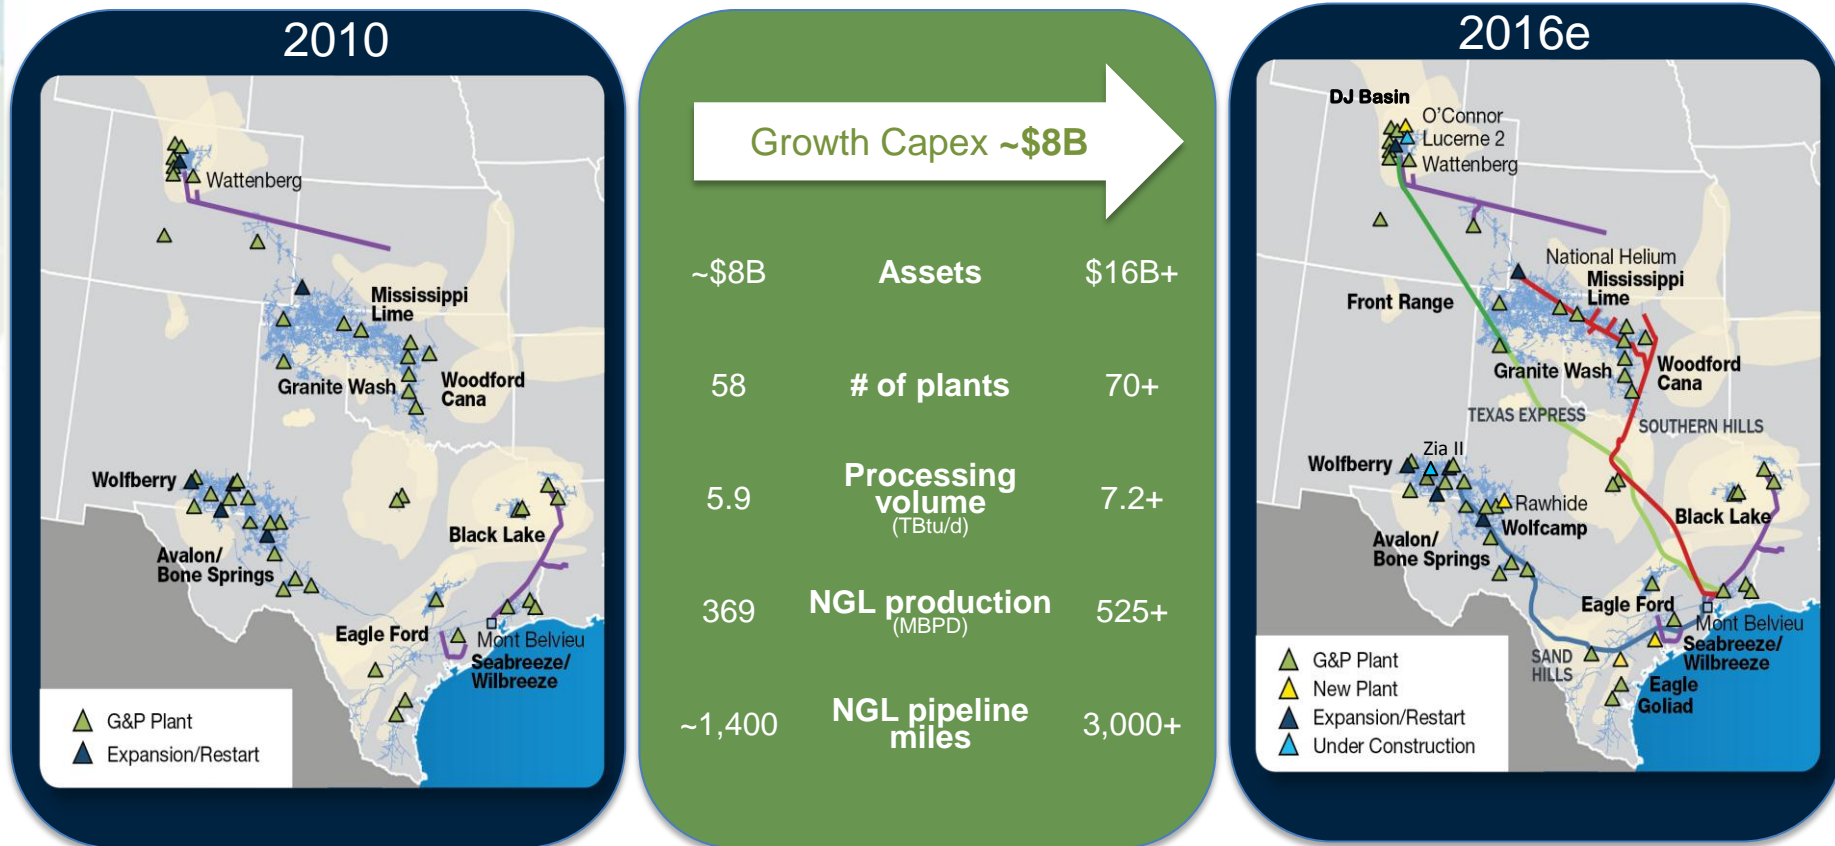 2010
Wattenberg
Mississippi
Lime
Granite Wash
Woodford
Cana
Wolfberry
Avalon/
Bone Springs
Black Lake
Eagle Ford
Mont Belvieu
Seabreeze/
Wilbreeze
G&P Plant
Expansion/Restart
Growth Capex ~$8B
~$8B Assets $16B+
58 # of plants 70+
Processing
5.9 volume 7.2+
(TBtu/d)
369 NGL production 525+
(MBPD)
~1,400 NGL pipeline 3,000+
miles
2016e
DJ Basin
O'Connor
Lucerne 2
Wattenberg
National Helium
Mississippi
Lime
Front Range
Granite Wash
Woodford
Cana
TEXAS EXPRESS
SOUTHERN HILLS
Zia II
Wolfberry
Rawhide
Wolfcamp
Avalon/
Bone Springs
Black Lake
Eagle Ford
Mont Belvieu
Seabreeze/
Wilbreeze
SAND
HILLS
Eagle
Goliad
G&P Plant
New Plant
Expansion/Restart
Under Construction